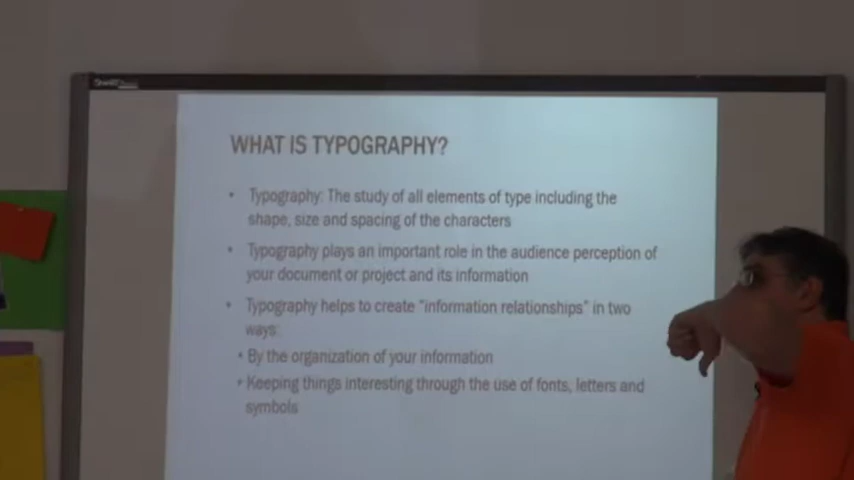 WHAT IS TYPOGRAPHY?
• Typography: The study of all elements of type including the
shape, size and spacing of the characters
• Typography plays an important role in the audience perception of
your document or project and its information
• Typography helps to create "information relationships" in two
ways:
• By the organization of your information
• Keeping things interesting through the use of fonts, letters and
symbols